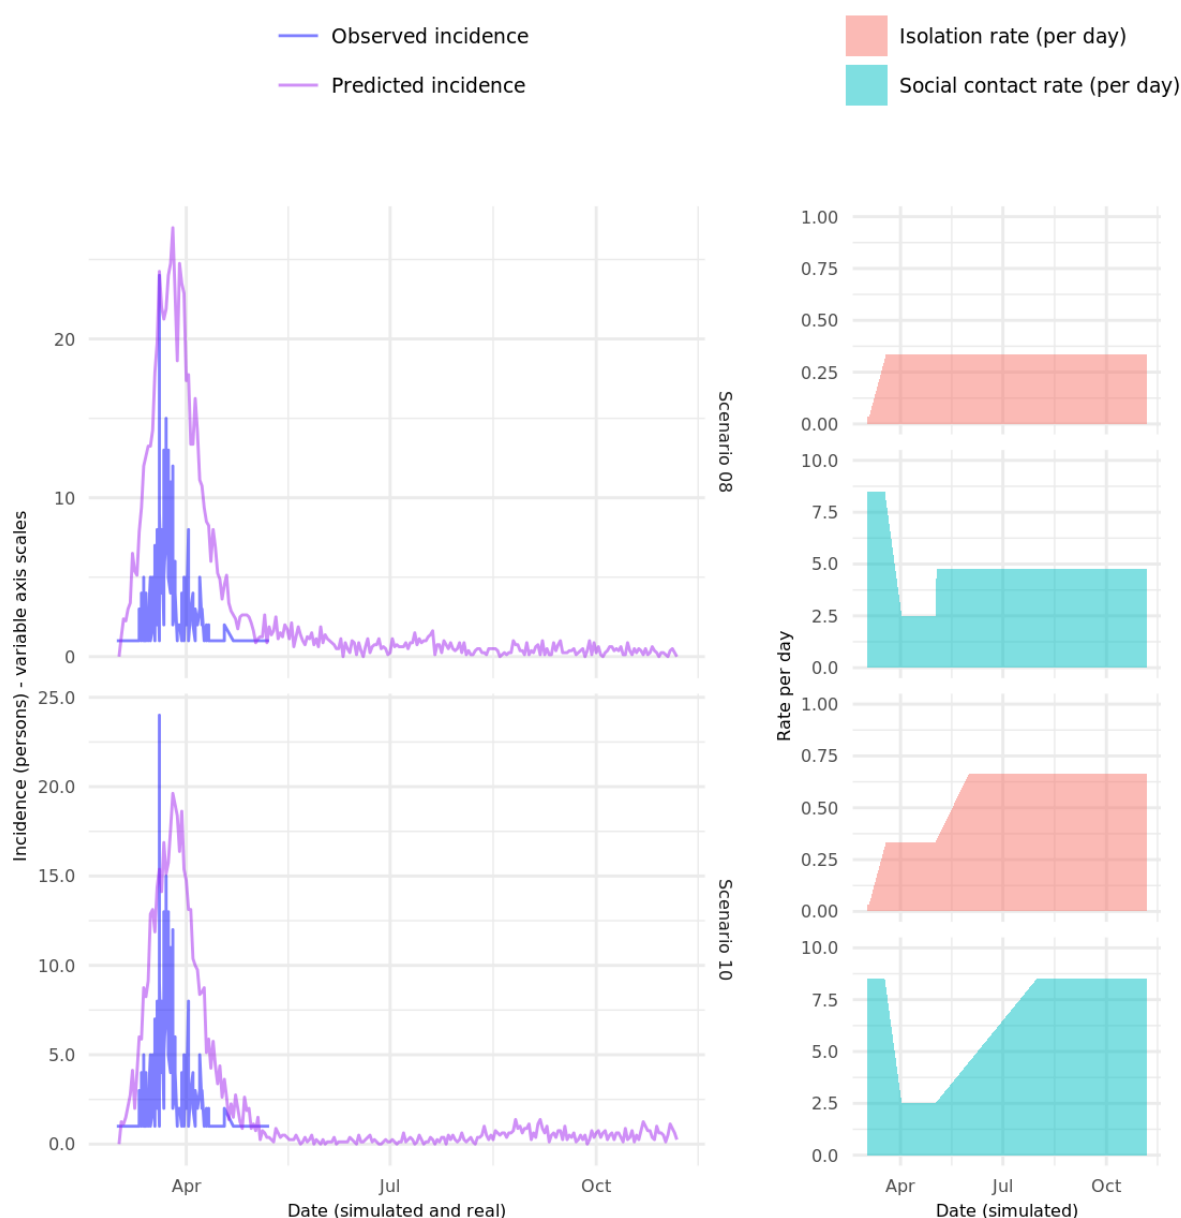 Observed incidence
Predicted incidence
Isolation rate (per day)
Social contact rate (per day)
Incidence (persons) - variable axis scales
20
10
0
Scenario 08
25.0
20.0
15.0
10.0
5.0
0.0
Scenario 10
Apr
Jul
Oct
Date (simulated and real)
Rate per day
1.00
0.75
0.50
0.25
0.00
10.0
7.5
5.0
2.5
0.0
1.00
0.75
0.50
0.25
0.00
10.0
7.5
5.0
2.5
0.0
Apr
Jul
Oct
Date (simulated)